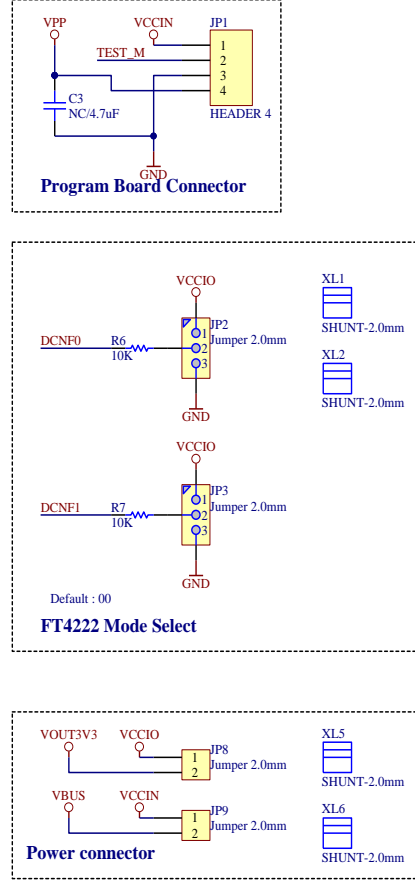 VPP VCCIN JP1
1
TEST_M 2
3
4
C3
NC/4.7uF HEADER 4
GND
Program Board Connector
VCCIO XL1
JP2
SHUNT-2.0mm
1 Jumper 2.0mm
DCNF0 R6 2
10K 3
XL2
SHUNT-2.0mm
GND
VCCIO
JP3
1 Jumper 2.0mm
DCNF1 R7 2
10K 3
GND
Default : 00
FT4222 Mode Select
VOUT3V3 VCCIO XL5
JP8
1 Jumper 2.0mm
2
SHUNT-2.0mm
VBUS VCCIN XL6
JP9
1 Jumper 2.0mm
2
Power connector
SHUNT-2.0mm